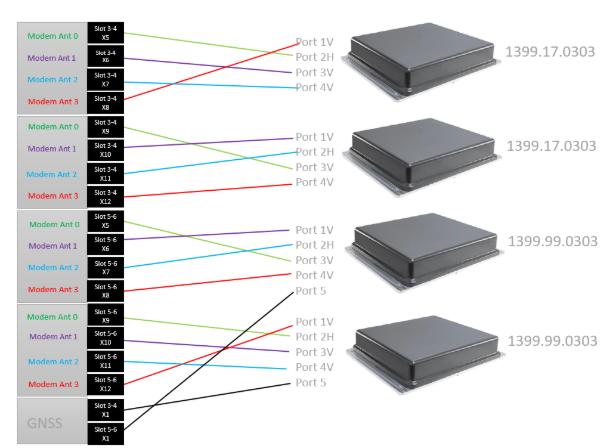 Modem Ant 0
Slot 3-4
X5
Modem Ant 1
Slot 3-4
X6
Modem Ant 2
Slot 3-4
X7
Modem Ant 3
Slot 3-4
X8
Port 1V
Port 2H
Port 3V
Port 4V
1399.17.0303
Modem Ant 0
Slot 3-4
X9
Modem Ant 1
Slot 3-4
X10
Modem Ant 2
Slot 3-4
X11
Modem Ant 3
Slot 3-4
X12
Port 1V
Port 2H
Port 3V
Port 4V
1399.17.0303
Modem Ant 0
Slot 5-6
X5
Modem Ant 1
Slot 5-6
X6
Modem Ant 2
Slot 5-6
X7
Modem Ant 3
Slot 5-6
X8
Port 1V
Port 2H
Port 3V
Port 4V
Port 5
1399.99.0303
Modem Ant 0
Slot 5-6
X9
Modem Ant 1
Slot 5-6
X10
Modem Ant 2
Slot 5-6
X11
Modem Ant 3
Slot 5-6
X12
Port 1V
Port 2H
Port 3V
Port 4V
Port 5
1399.99.0303
GNSS
Slot 3-4
X1
Slot 5-6
X1